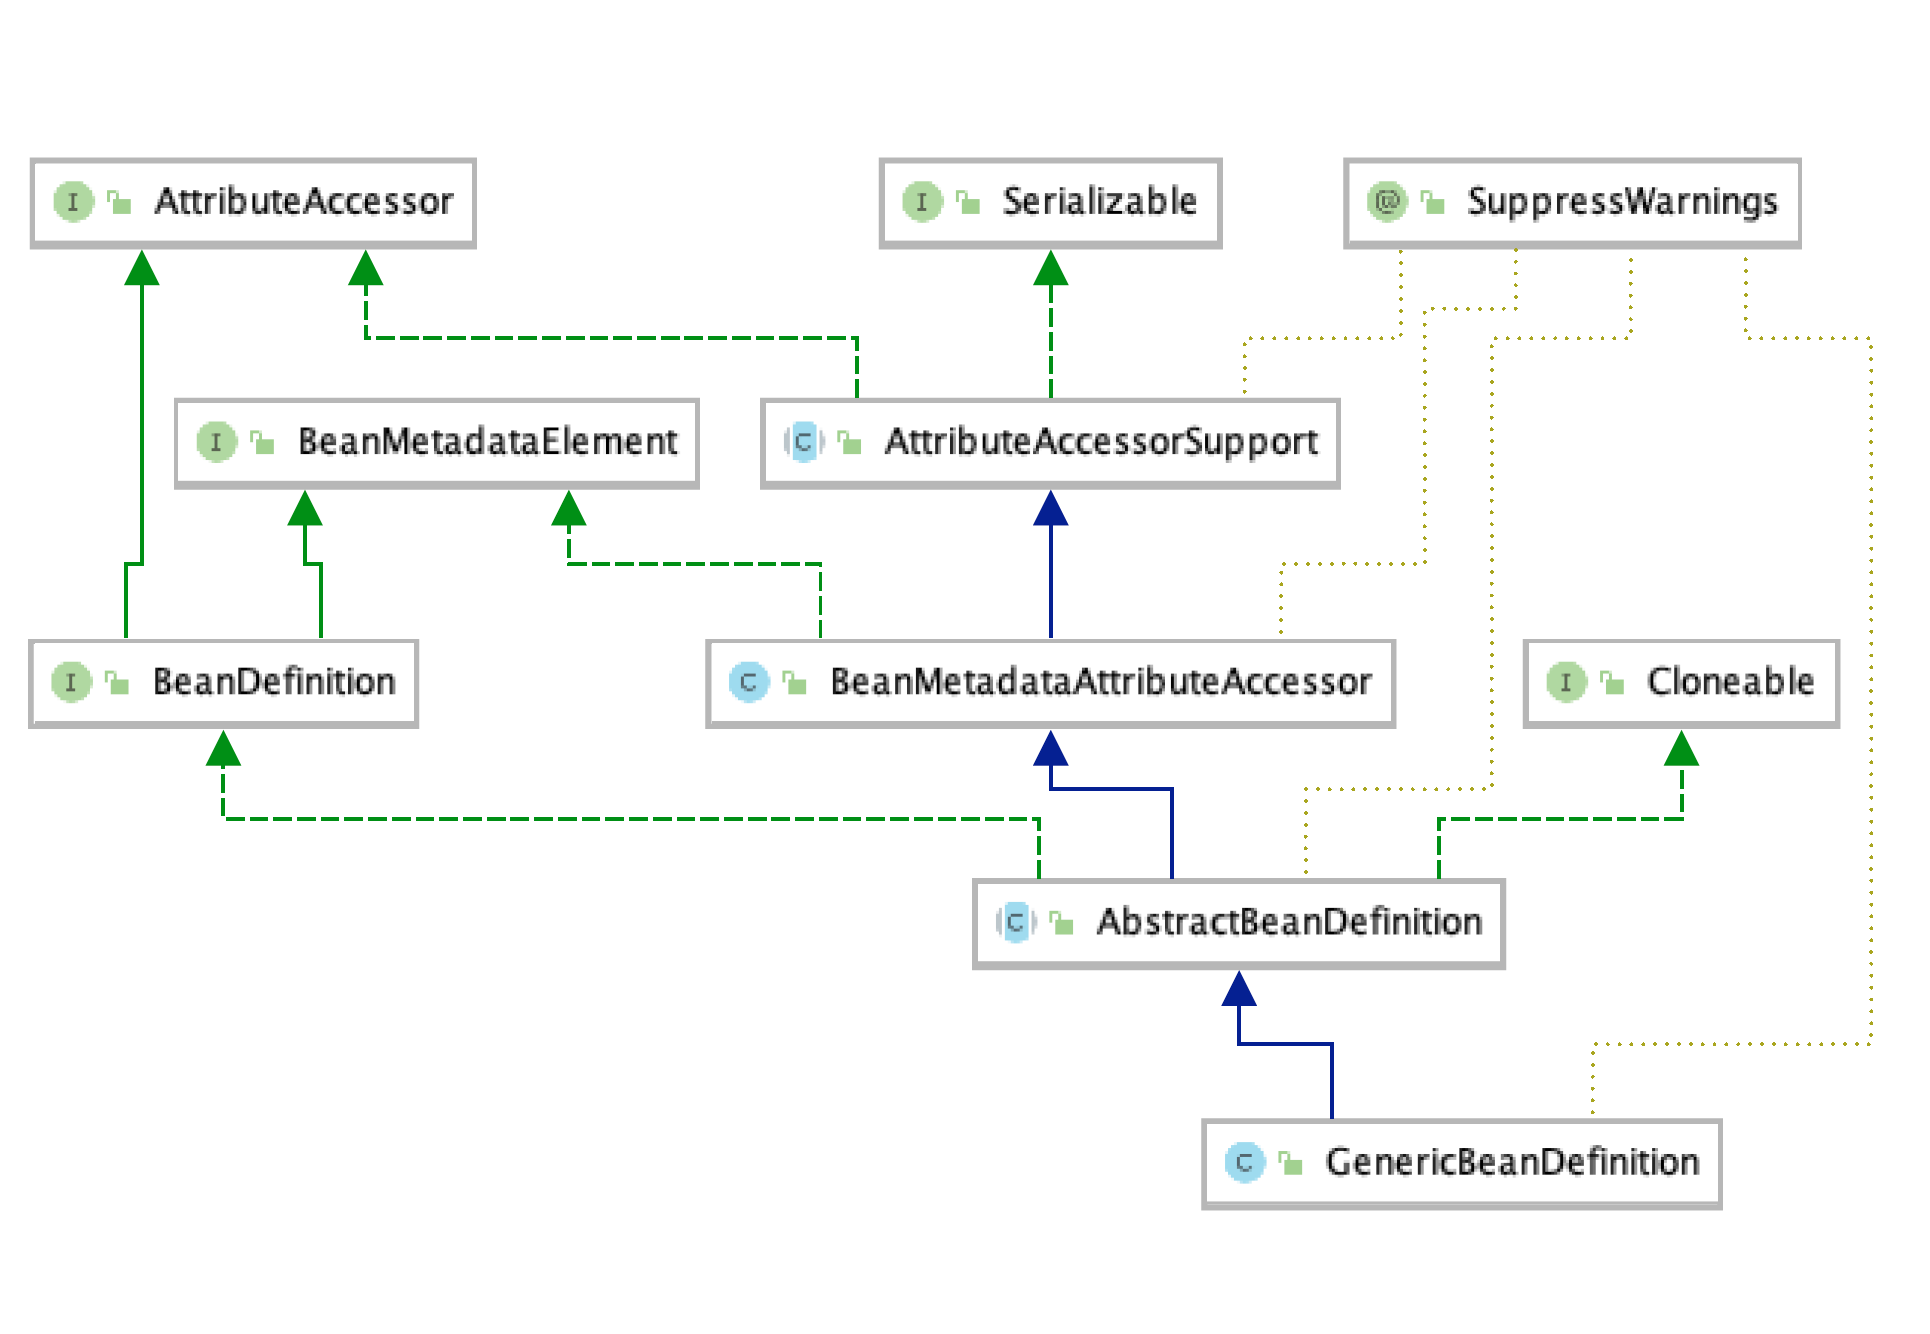 I AttributeAccessor
I Serializable
@ SuppressWarnings
I BeanMetadataElement
C AttributeAccessorSupport
I BeanDefinition
C BeanMetadataAttributeAccessor
I Cloneable
C AbstractBeanDefinition
C GenericBeanDefinition